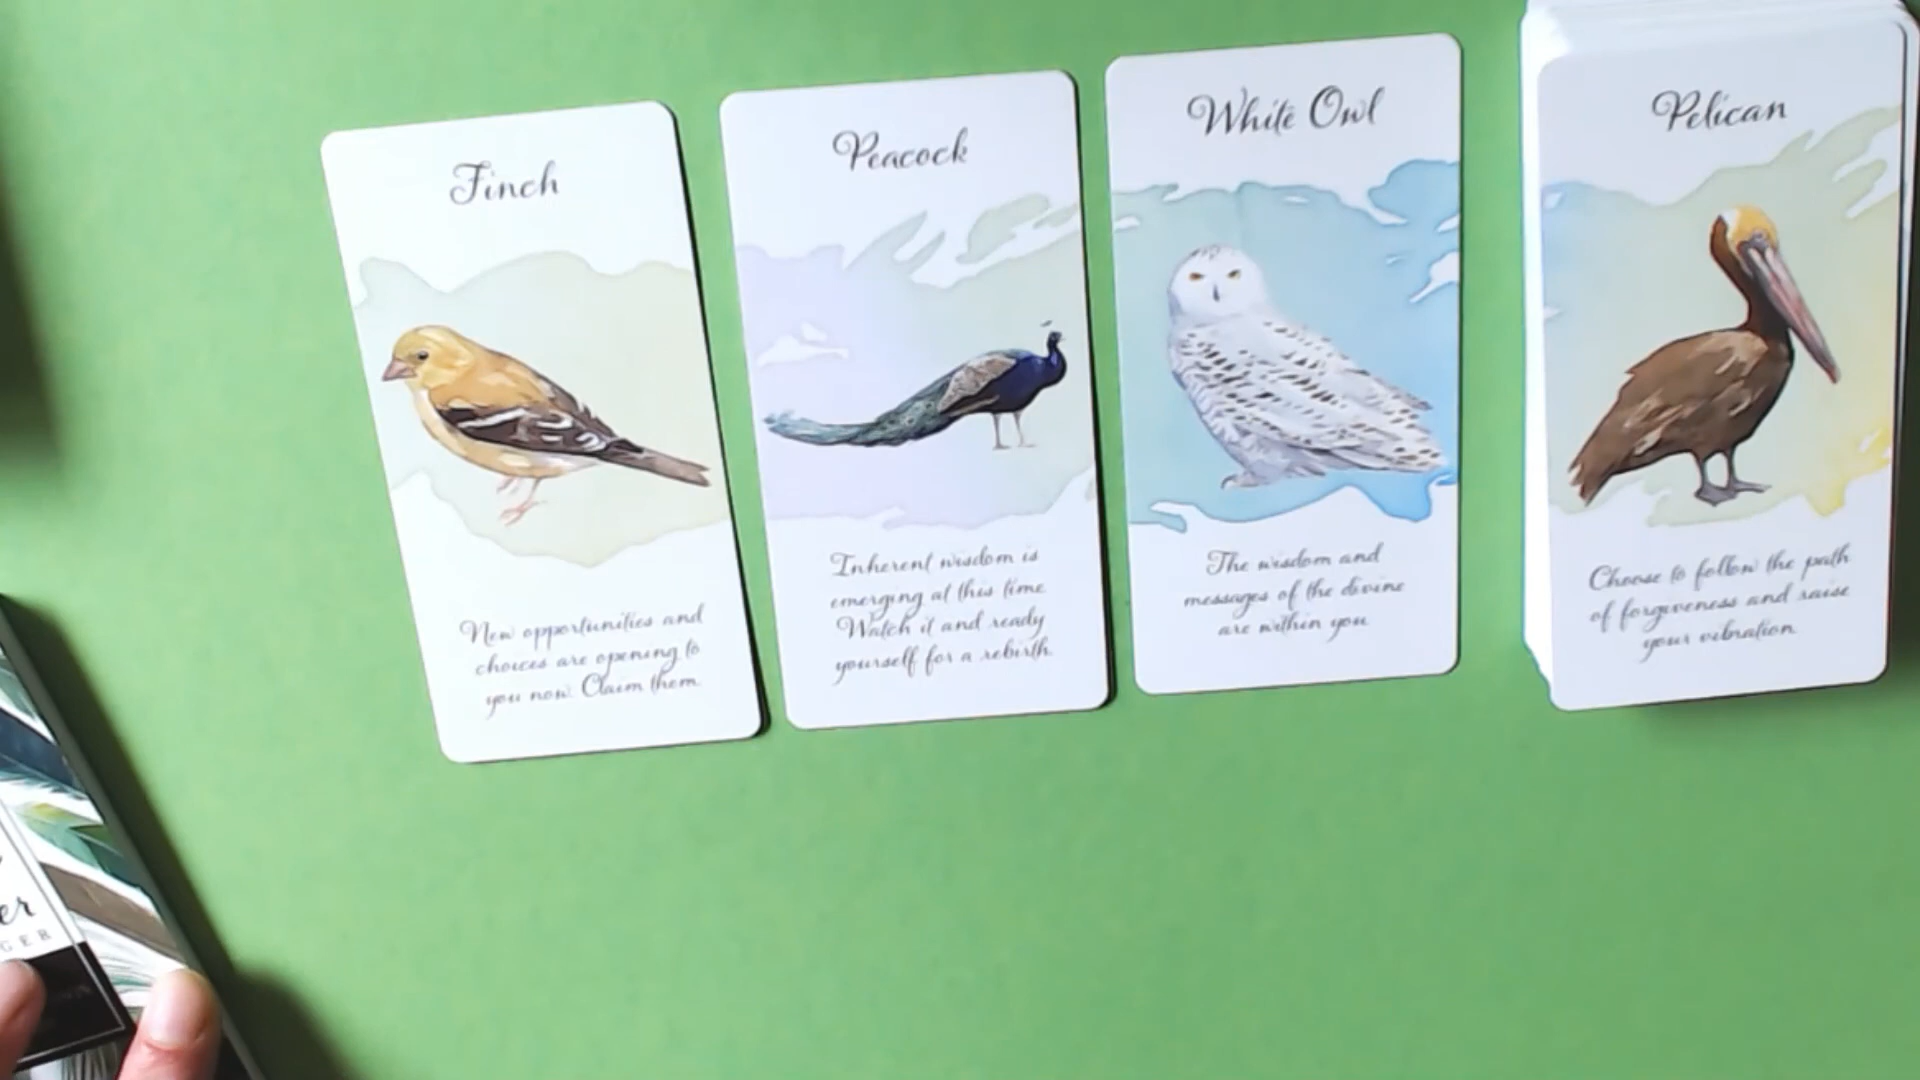 Finch
New opportunities and
choices are opening to
you now. Claim them.
Peacock
Inherent wisdom is
emerging at this time.
Watch it and ready
yourself for a rebirth.
White Owl
The wisdom and
messages of the divine
are within you.
Pelican
Choose to follow the path
of forgiveness and raise
your vibration.
er
GER